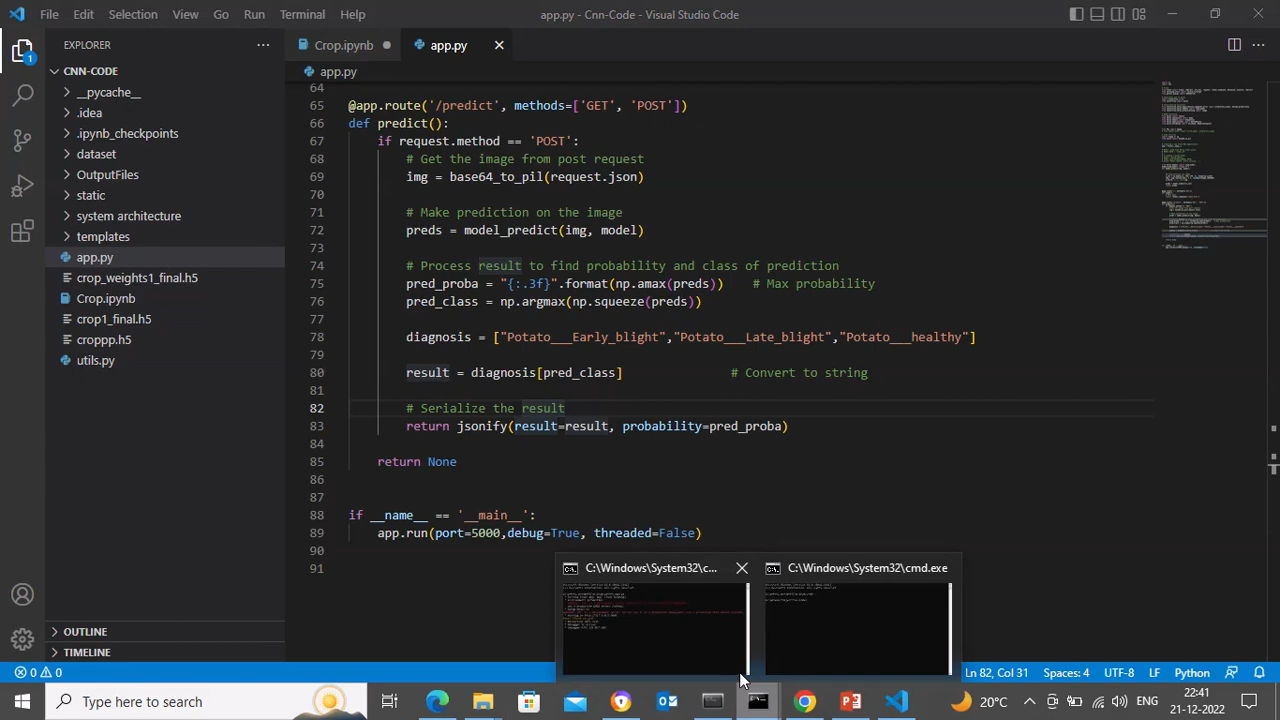 File Edit Selection View Go Run Terminal Help
app.py - Cnn-Code - Visual Studio Code
EXPLORER
Crop.ipynb
app.py
CNN-CODE
app.py
__pycache__
.idea
.ipynb_checkpoints
dataset
OutputFiles
static
system architecture
templates
app.py
crop_weights1_final.h5
Crop.ipynb
crop1_final.h5
croppp.h5
utils.py
OUTLINE
TIMELINE
64
65 @app.route('/predict', methods=['GET', 'POST'])
66 def predict():
67 if request.method == 'POST':
68 # Get the image from post request
69 img = base64_to_pil(request.json)
70
71 # Make prediction on the image
72 preds = model_predict(img, model)
73
74 # Process result to find probability and class of prediction
75 pred_proba = "{:.3f}".format(np.amax(preds)) # Max probability
76 pred_class = np.argmax(np.squeeze(preds))
77
78 diagnosis = ["Potato___Early_blight","Potato___Late_blight","Potato___healthy"]
79
80 result = diagnosis[pred_class] # Convert to string
81
82 # Serialize the result
83 return jsonify(result=result, probability=pred_proba)
84
85 return None
86
87
88 if __name__ == '__main__':
89 app.run(port=5000,debug=True, threaded=False)
90
91
C:\Windows\System32\c...
C:\Windows\System32\cmd.exe
0 0
Ln 82, Col 31 Spaces: 4 UTF-8 LF Python
Type here to search
20°C
22:41
21-12-2022